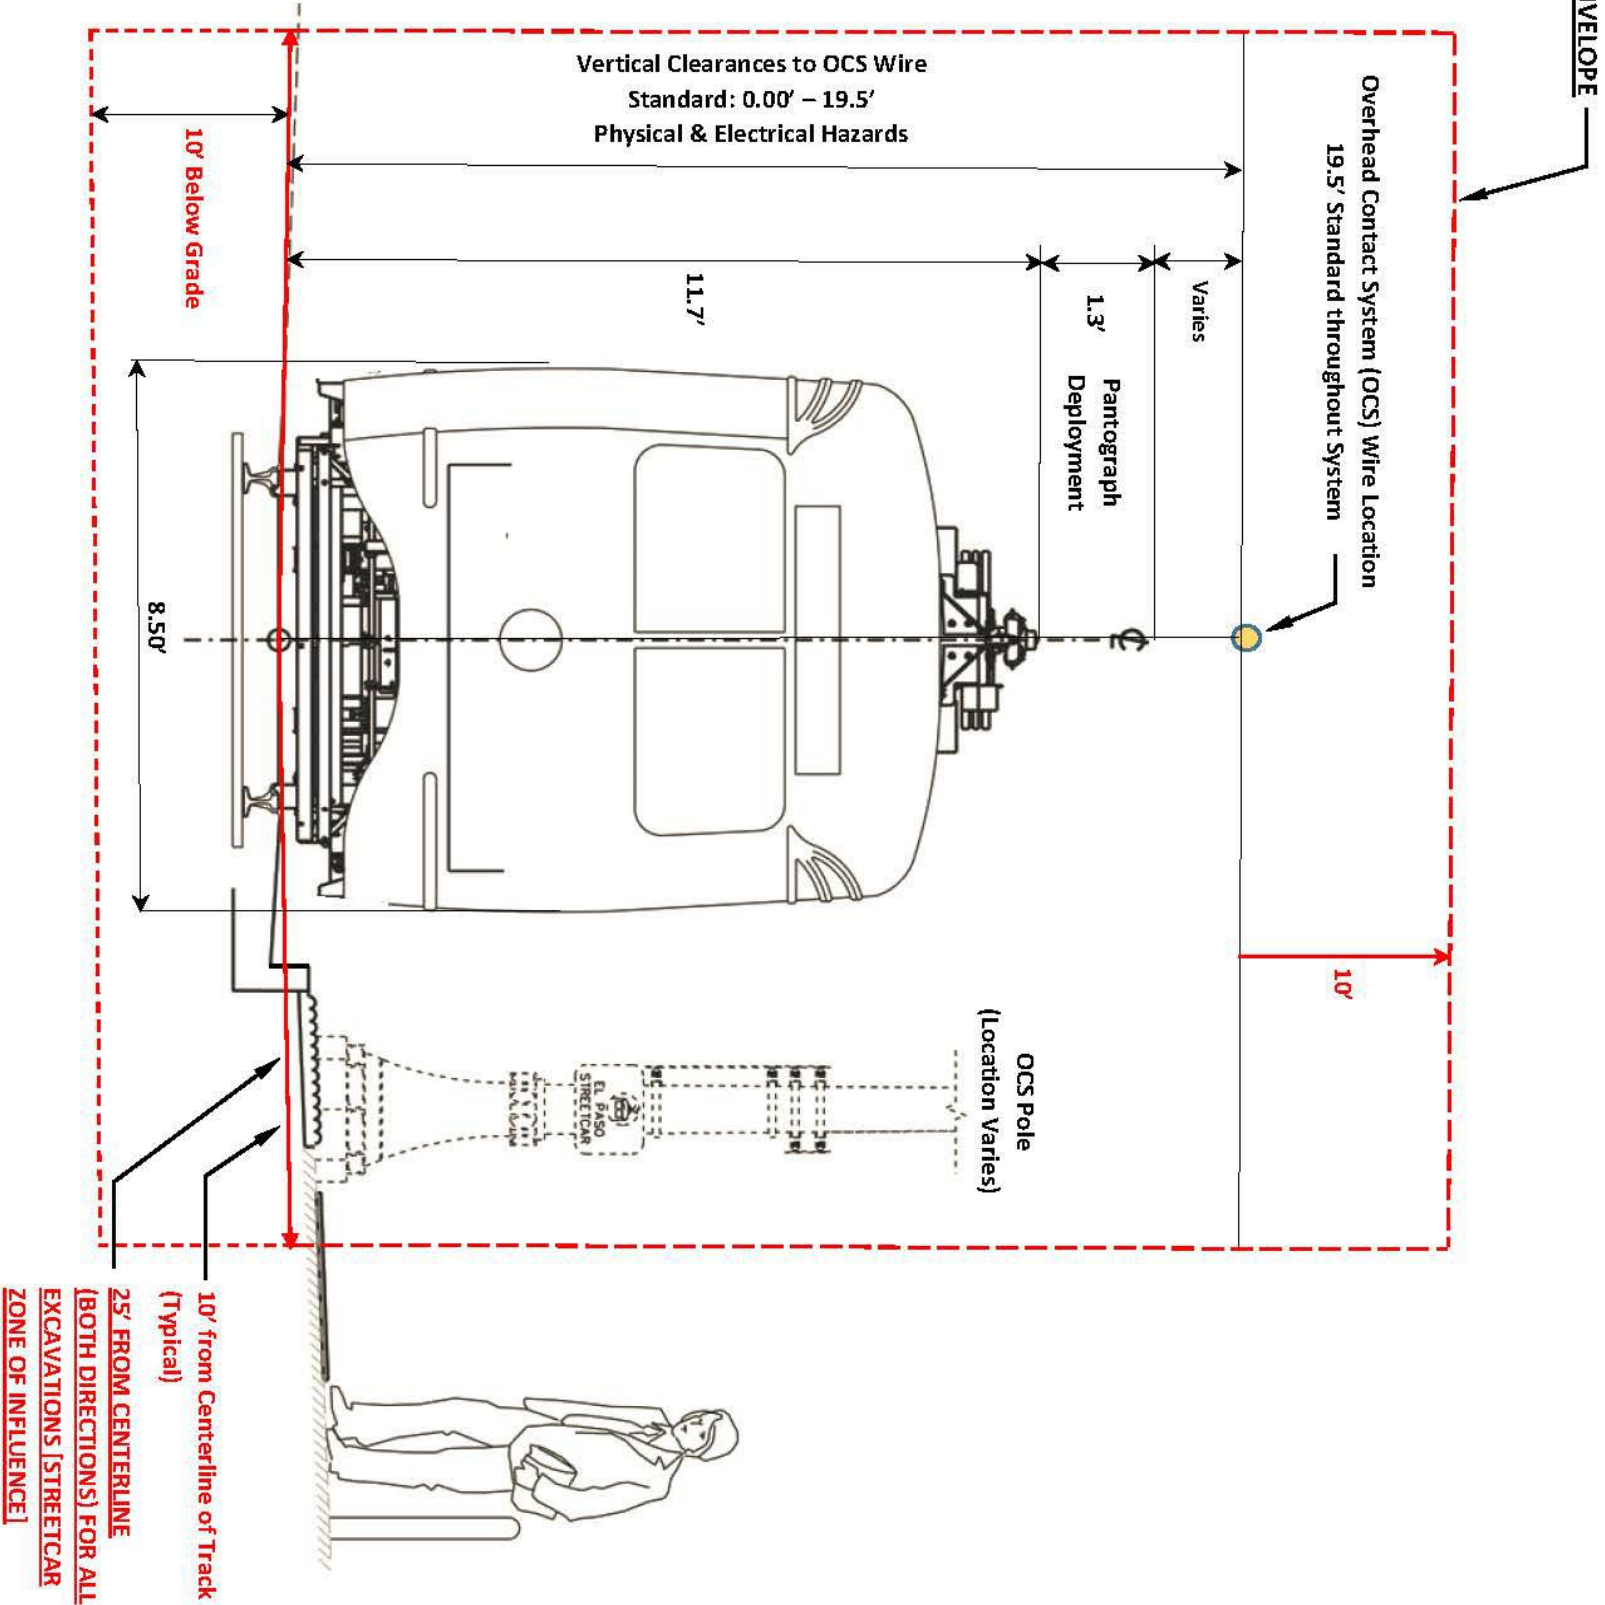 VELOPE
Overhead Contact System (OCS) Wire Location
19.5' Standard throughout System
Vertical Clearances to OCS Wire
Standard: 0.00' – 19.5'
Physical & Electrical Hazards
Varies
1.3'
Pantograph
Deployment
11.7'
10'
10' Below Grade
8.50'
OCS Pole
(Location Varies)
EL PASO
STREETCAR
10' from Centerline of Track
(Typical)
25' FROM CENTERLINE
(BOTH DIRECTIONS) FOR ALL
EXCAVATIONS [STREETCAR
ZONE OF INFLUENCE]